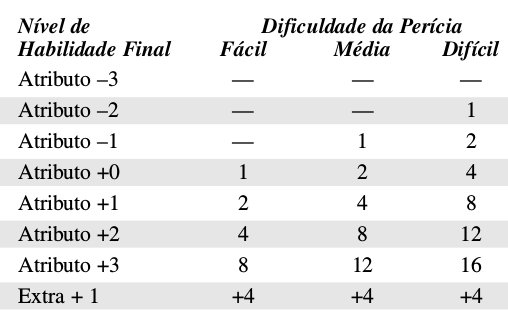 Nível de Dificuldade da Perícia
Habilidade Final Fácil Média Difícil
Atributo –3 — — —
Atributo –2 — — 1
Atributo –1 — 1 2
Atributo +0 1 2 4
Atributo +1 2 4 8
Atributo +2 4 8 12
Atributo +3 8 12 16
Extra + 1 +4 +4 +4